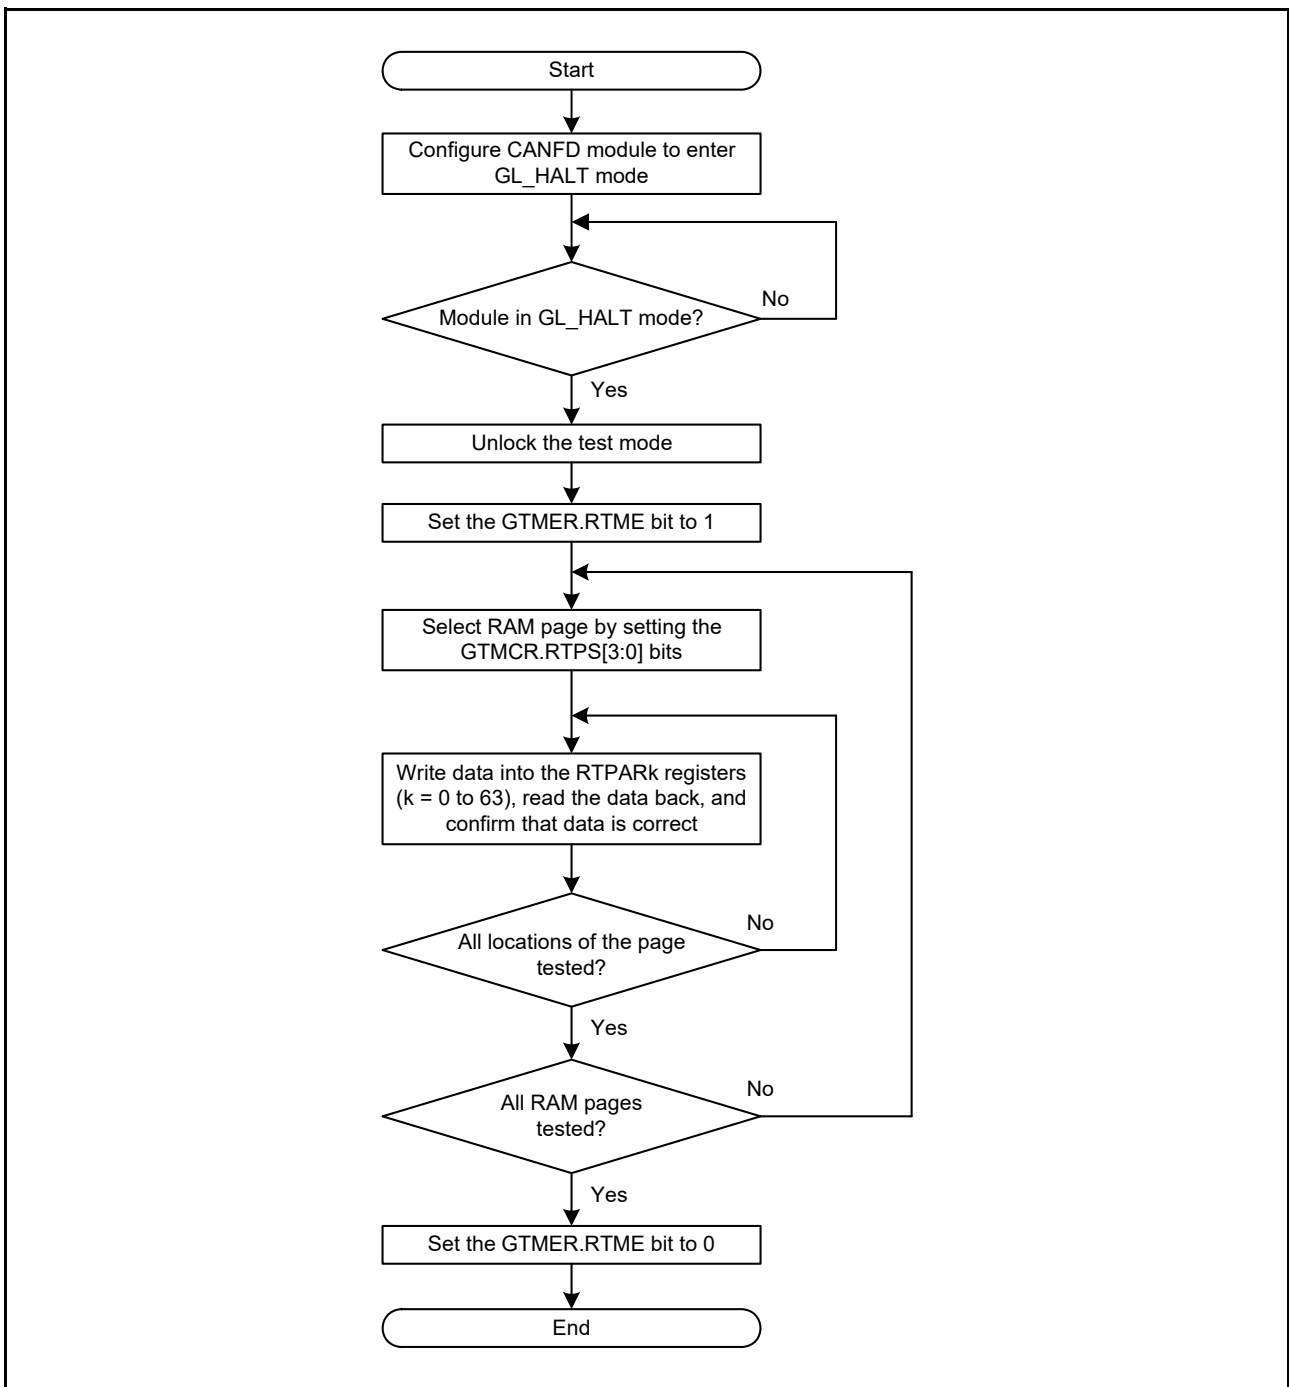 Start
Configure CANFD module to enter
GL_HALT mode
Module in GL_HALT mode?
No
Yes
Unlock the test mode
Set the GTMER.RTME bit to 1
Select RAM page by setting the
GTMCR.RTPS[3:0] bits
Write data into the RTPARk registers
(k = 0 to 63), read the data back, and
confirm that data is correct
All locations of the page
tested?
No
Yes
All RAM pages
tested?
No
Yes
Set the GTMER.RTME bit to 0
End